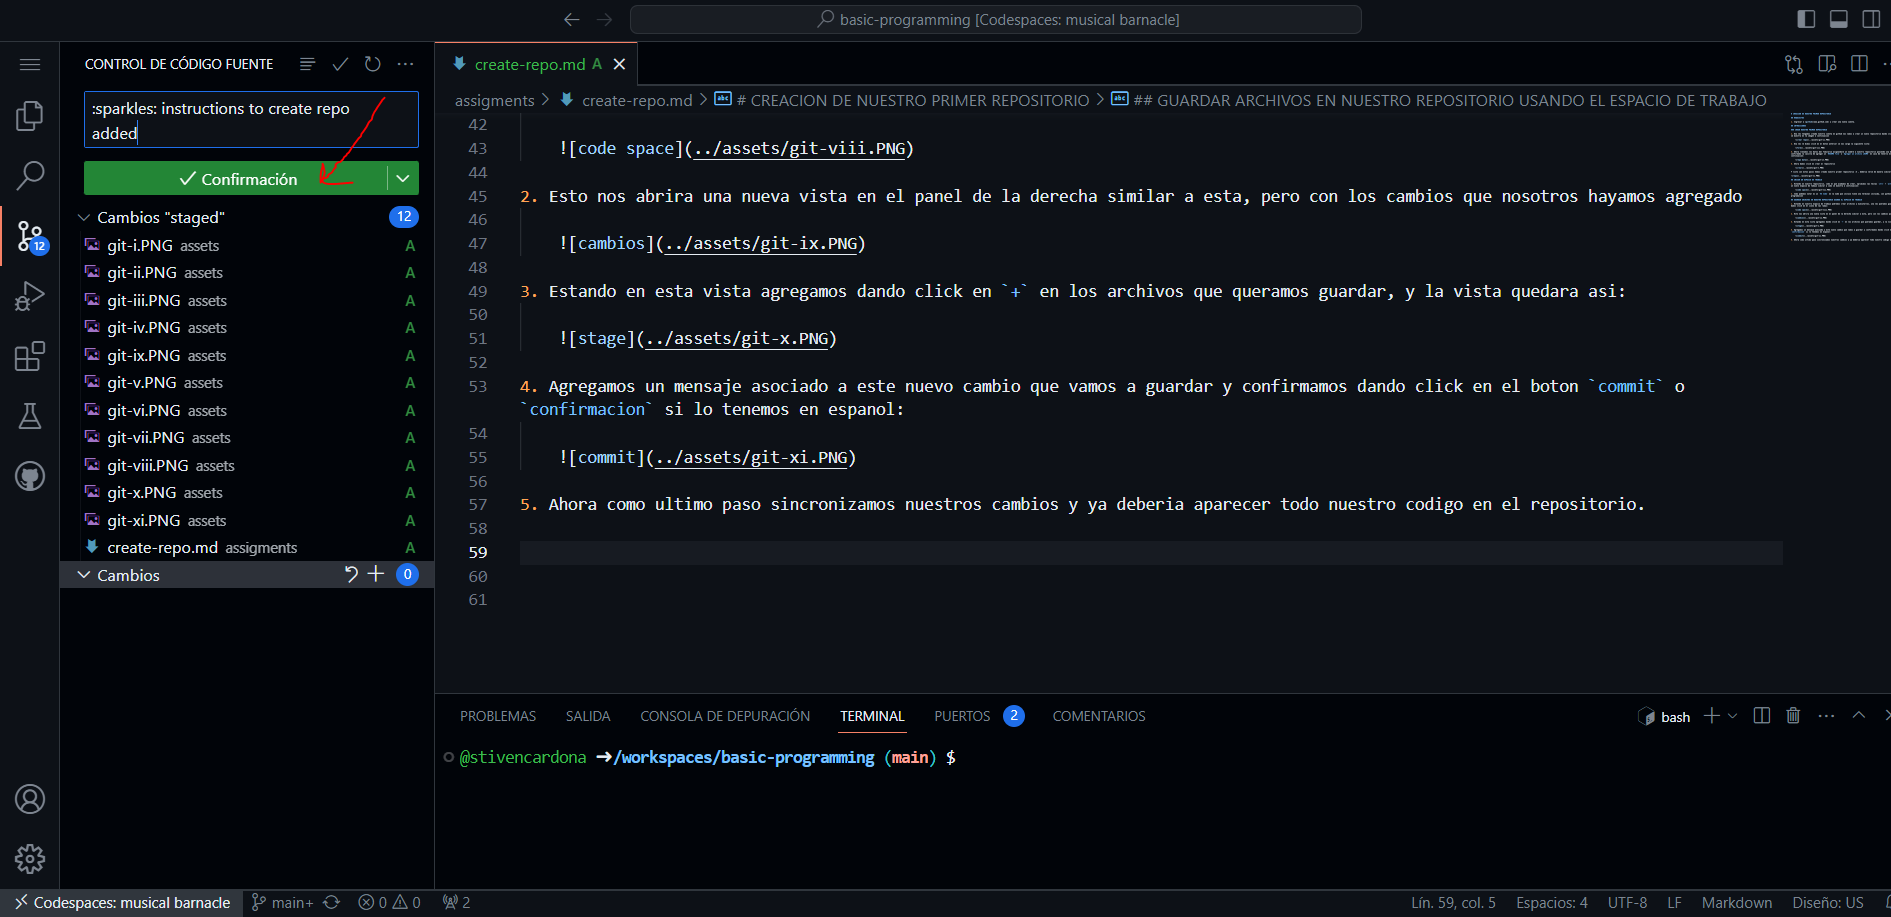 basic-programming [Codespaces: musical barnacle]
CONTROL DE CÓDIGO FUENTE
:sparkles: instructions to create repo
added
Confirmación
Cambios "staged" 12
git-i.PNG assets A
git-ii.PNG assets A
git-iii.PNG assets A
git-iv.PNG assets A
git-ix.PNG assets A
git-v.PNG assets A
git-vi.PNG assets A
git-vii.PNG assets A
git-viii.PNG assets A
git-x.PNG assets A
git-xi.PNG assets A
create-repo.md assigments A
Cambios 0
12
create-repo.md A
assigments > create-repo.md > # CREACION DE NUESTRO PRIMER REPOSITORIO > ## GUARDAR ARCHIVOS EN NUESTRO REPOSITORIO USANDO EL ESPACIO DE TRABAJO
42
43 ![code space](../assets/git-viii.PNG)
44
45 2. Esto nos abrira una nueva vista en el panel de la derecha similar a esta, pero con los cambios que nosotros hayamos agregado
46
47 ![cambios](../assets/git-ix.PNG)
48
49 3. Estando en esta vista agregamos dando click en `+` en los archivos que queramos guardar, y la vista quedara asi:
50
51 ![stage](../assets/git-x.PNG)
52
53 4. Agregamos un mensaje asociado a este nuevo cambio que vamos a guardar y confirmamos dando click en el boton `commit` o
`confirmacion` si lo tenemos en espanol:
54
55 ![commit](../assets/git-xi.PNG)
56
57 5. Ahora como ultimo paso sincronizamos nuestros cambios y ya deberia aparecer todo nuestro codigo en el repositorio.
58
59
60
61
PROBLEMAS SALIDA CONSOLA DE DEPURACIÓN TERMINAL PUERTOS 2 COMENTARIOS
bash
@stivencardona ➜/workspaces/basic-programming (main) $
Codespaces: musical barnacle main+ 0 0 2
Lín. 59, col. 5 Espacios: 4 UTF-8 LF Markdown Diseño: US